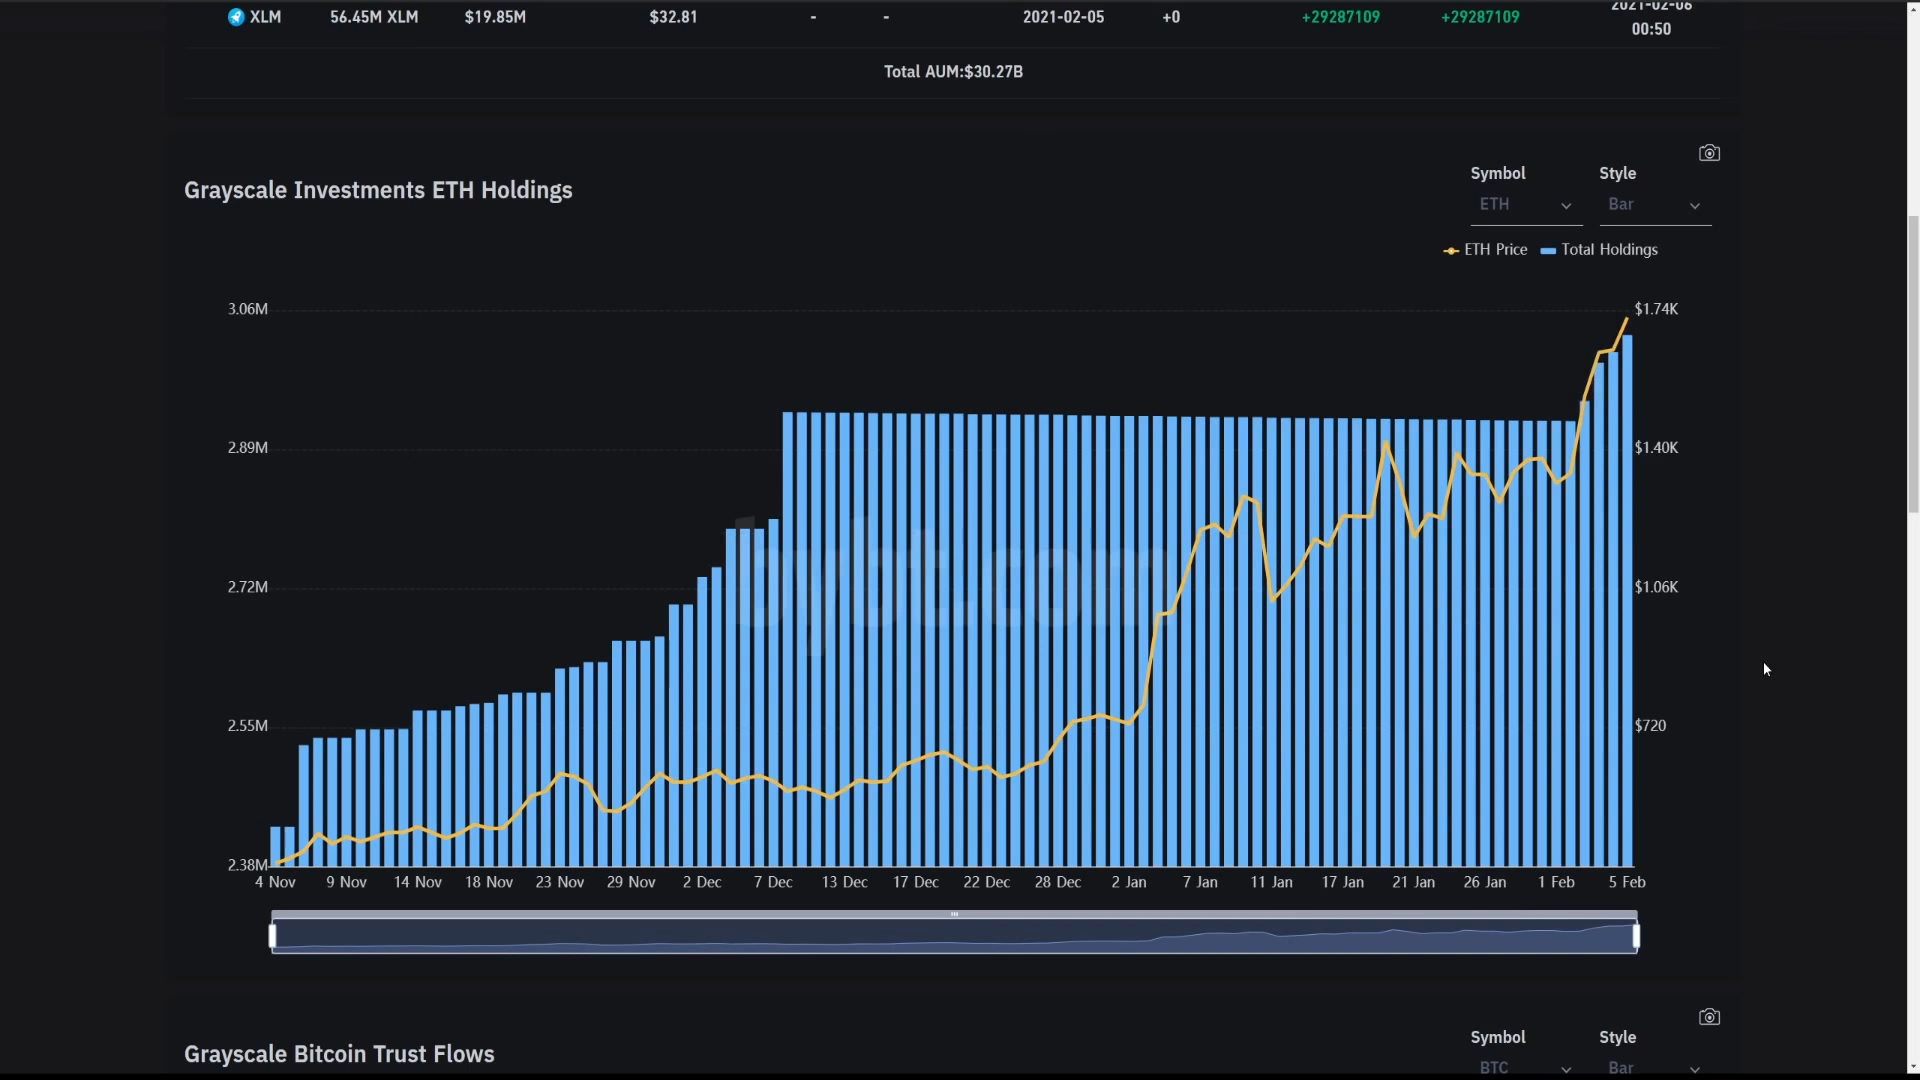 XLM 56.45M XLM $19.85M $32.81 - - 2021-02-05 +0 +29287109 +29287109 2021-02-06
00:50
Total AUM:$30.27B
Grayscale Investments ETH Holdings
Symbol Style
ETH Bar
ETH Price Total Holdings
3.06M $1.74K
2.89M $1.40K
2.72M $1.06K
bybt.com
2.55M $720
2.38M
4 Nov 9 Nov 14 Nov 18 Nov 23 Nov 29 Nov 2 Dec 7 Dec 13 Dec 17 Dec 22 Dec 28 Dec 2 Jan 7 Jan 11 Jan 17 Jan 21 Jan 26 Jan 1 Feb 5 Feb
Grayscale Bitcoin Trust Flows
Symbol Style
BTC Bar